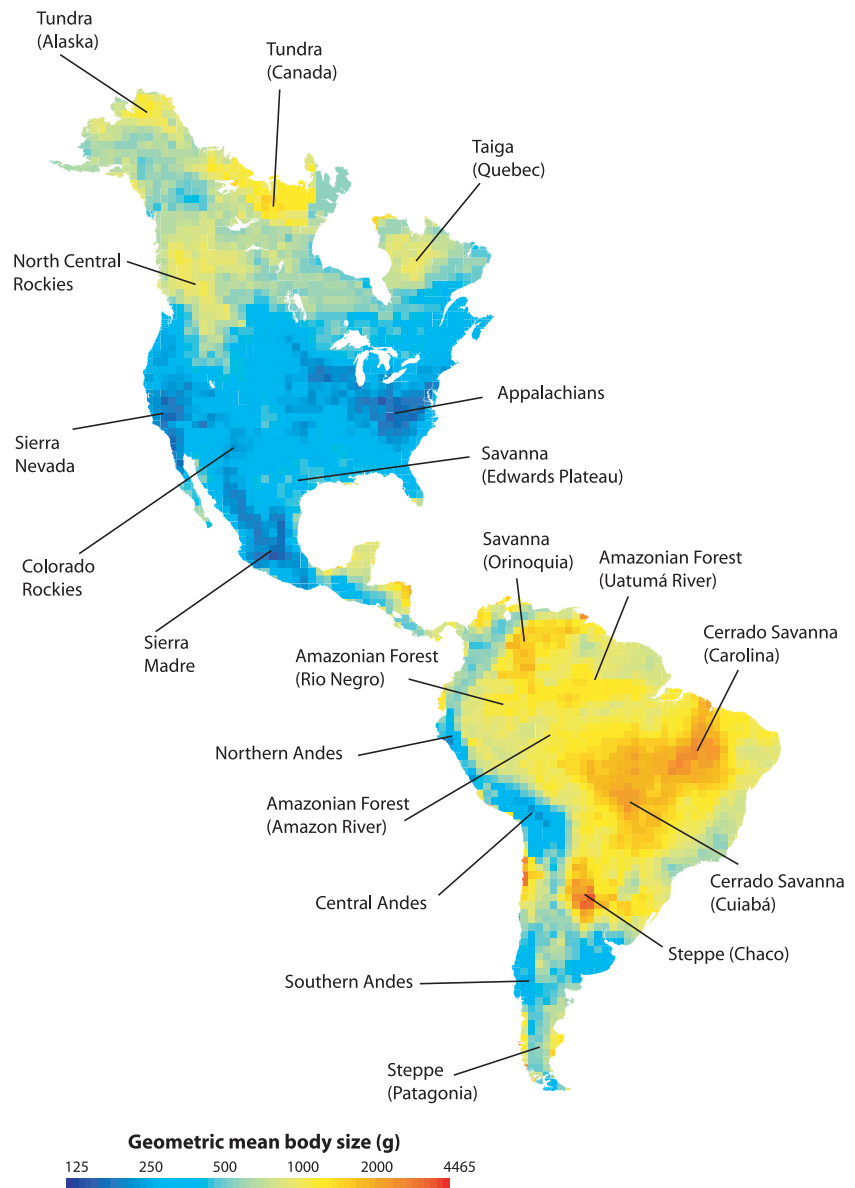 Tundra
(Alaska)
Tundra
(Canada)
Taiga
(Quebec)
North Central
Rockies
Appalachians
Sierra
Nevada
Savanna
(Edwards Plateau)
Colorado
Rockies
Savanna
(Orinoquia)
Amazonian Forest
(Uatumá River)
Sierra
Madre
Amazonian Forest
(Rio Negro)
Cerrado Savanna
(Carolina)
Northern Andes
Amazonian Forest
(Amazon River)
Central Andes
Cerrado Savanna
(Cuiabá)
Steppe (Chaco)
Southern Andes
Steppe
(Patagonia)
Geometric mean body size (g)
125 250 500 1000 2000 4465